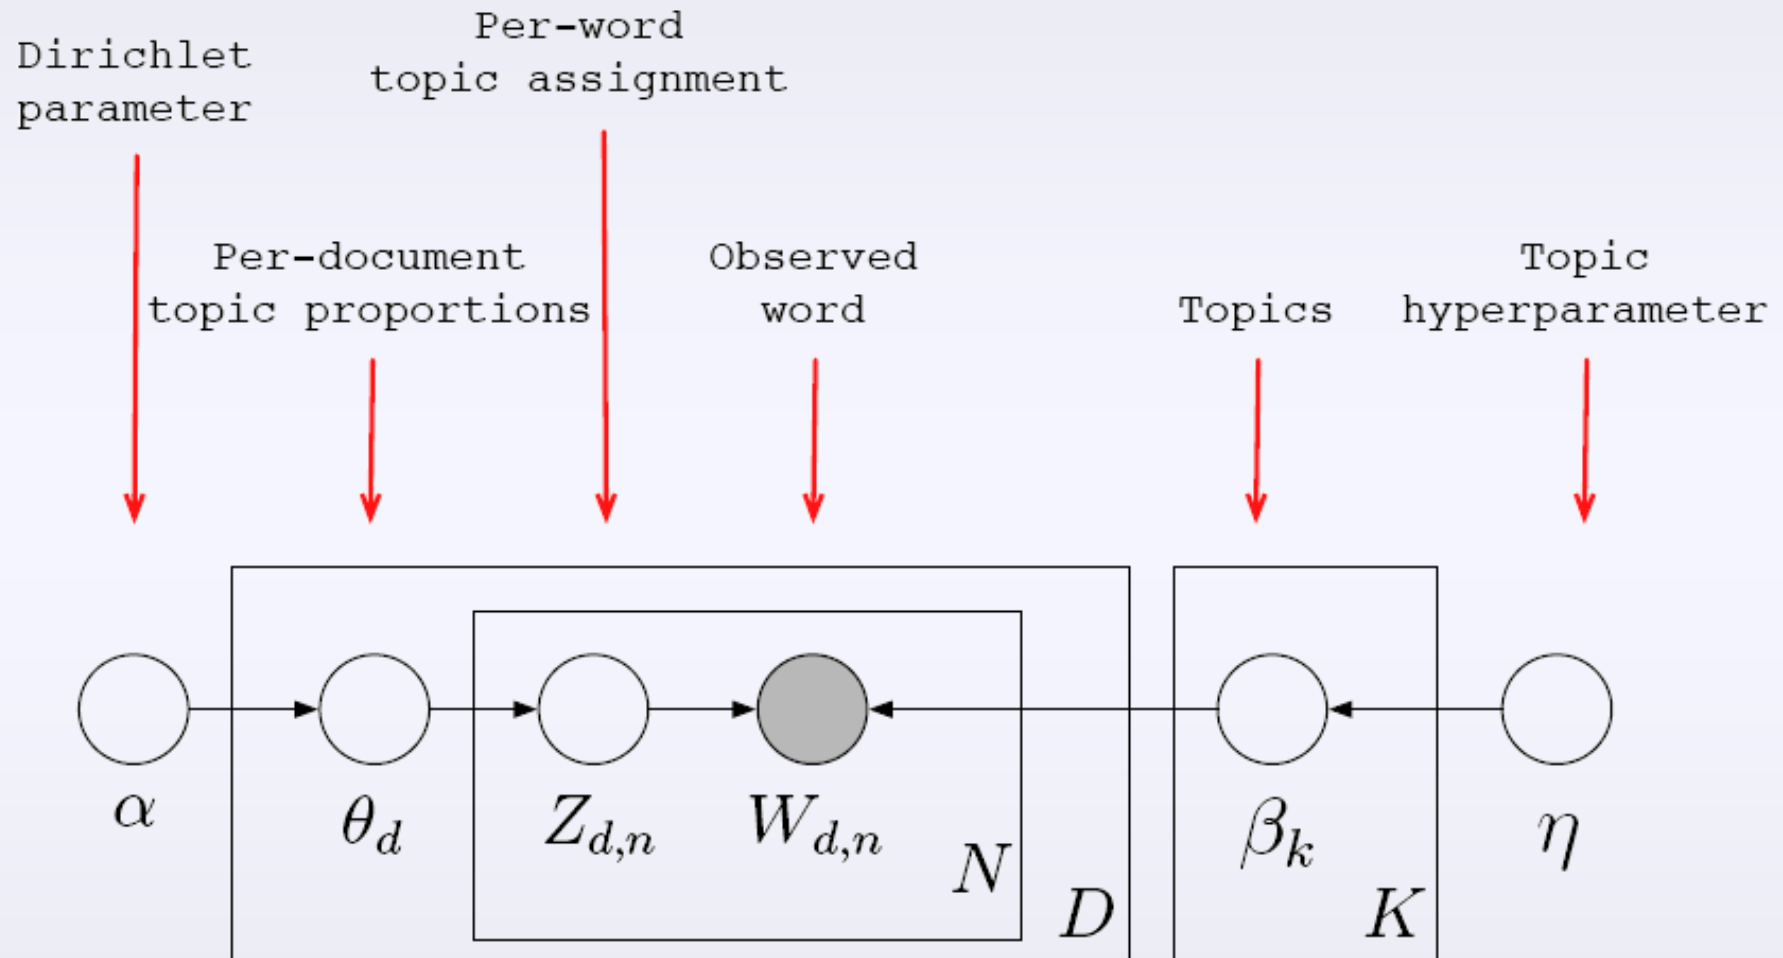 Dirichlet
parameter
Per-word
topic assignment
Per-document
topic proportions
Observed
word
Topics
Topic
hyperparameter
α
θd
Zd,n
Wd,n
N
D
βk
K
η